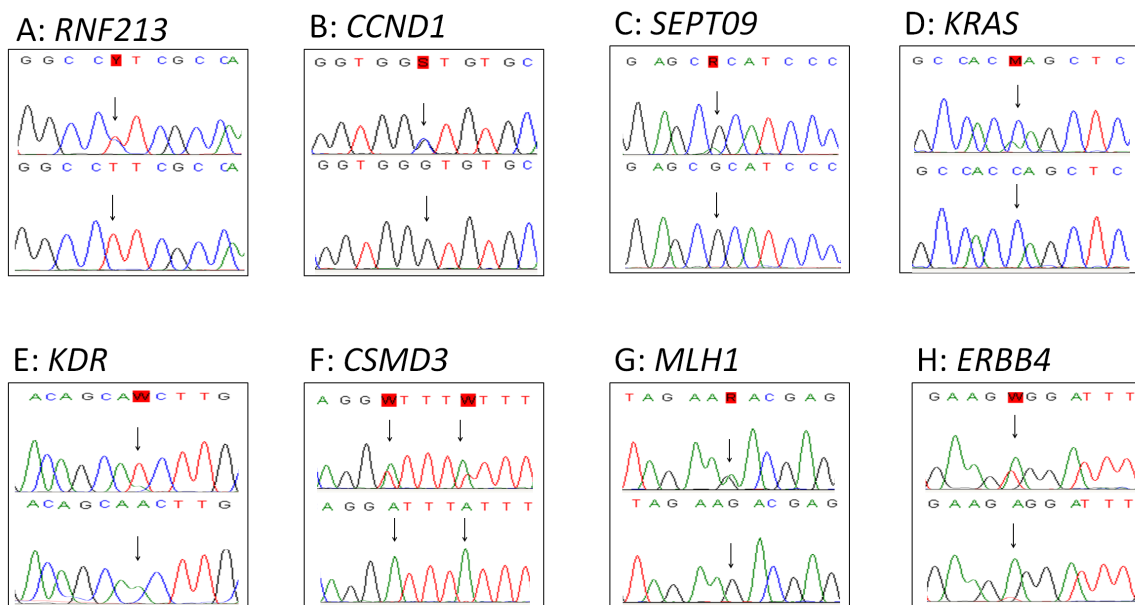 A: RNF213
G G C C Y T C G C C A
G G C C T T C G C C A
B: CCND1
G G T G G S T G T G C
G G T G G G T G T G C
C: SEPT09
G A G C R C A T C C C
G A G C G C A T C C C
D: KRAS
G C C A C M A G C T C
G C C A C C A G C T C
E: KDR
A C A G C A W C T T G
A C A G C A A C T T G
F: CSMD3
A G G W T T T W T T T
A G G A T T T A T T T
G: MLH1
T A G A A R A C G A G
T A G A A G A C G A G
H: ERBB4
G A A G W G G A T T T
G A A G A G G A T T T